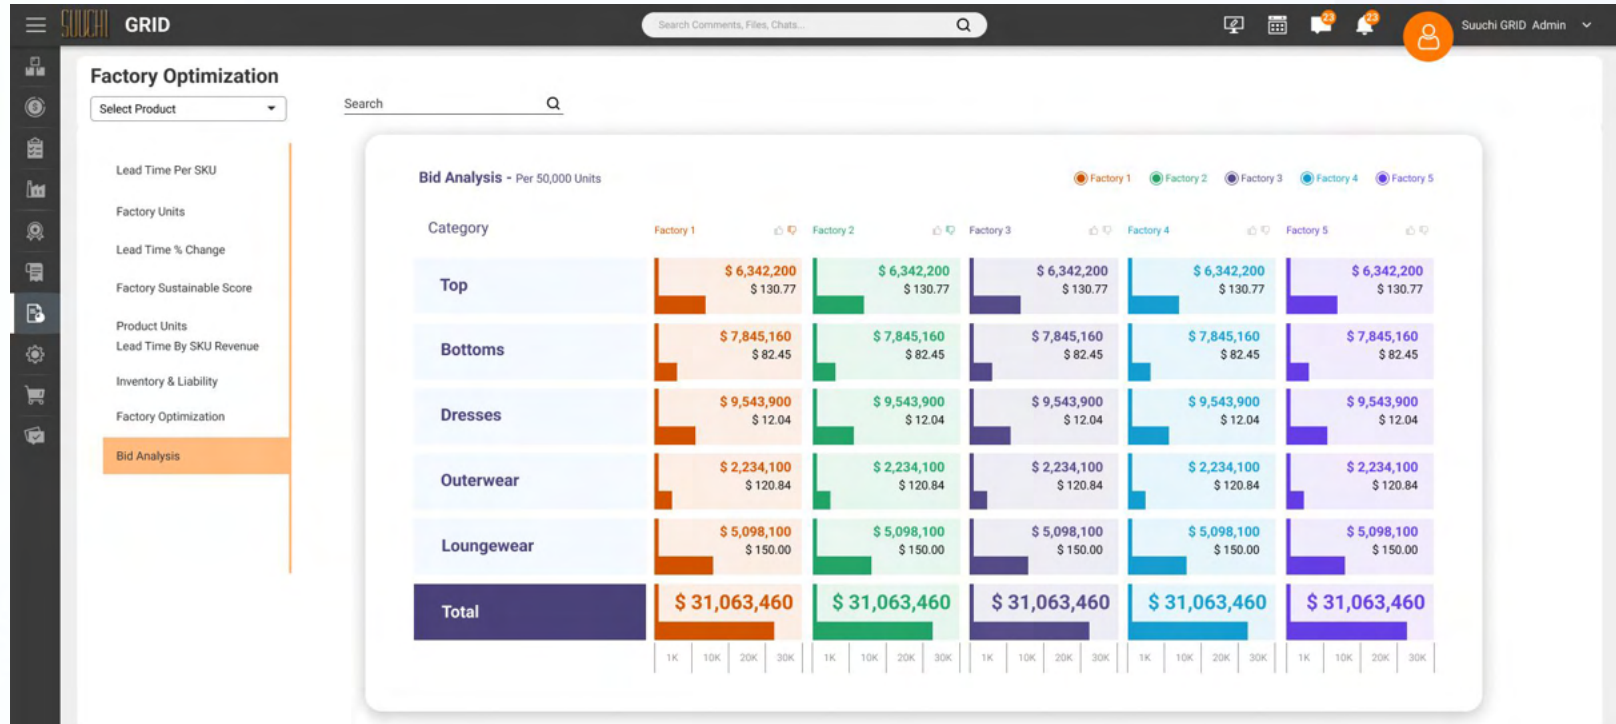 SUUCHI GRID
Search Comments, Files, Chats...
23
23
Suuchi GRID Admin
Factory Optimization
Select Product
Search
Lead Time Per SKU
Factory Units
Lead Time % Change
Factory Sustainable Score
Product Units
Lead Time By SKU Revenue
Inventory & Liability
Factory Optimization
Bid Analysis
Bid Analysis - Per 50,000 Units
Factory 1 Factory 2 Factory 3 Factory 4 Factory 5
Category Factory 1 Factory 2 Factory 3 Factory 4 Factory 5
Top
$ 6,342,200 $ 6,342,200 $ 6,342,200 $ 6,342,200 $ 6,342,200
$ 130.77 $ 130.77 $ 130.77 $ 130.77 $ 130.77
Bottoms
$ 7,845,160 $ 7,845,160 $ 7,845,160 $ 7,845,160 $ 7,845,160
$ 82.45 $ 82.45 $ 82.45 $ 82.45 $ 82.45
Dresses
$ 9,543,900 $ 9,543,900 $ 9,543,900 $ 9,543,900 $ 9,543,900
$ 12.04 $ 12.04 $ 12.04 $ 12.04 $ 12.04
Outerwear
$ 2,234,100 $ 2,234,100 $ 2,234,100 $ 2,234,100 $ 2,234,100
$ 120.84 $ 120.84 $ 120.84 $ 120.84 $ 120.84
Loungewear
$ 5,098,100 $ 5,098,100 $ 5,098,100 $ 5,098,100 $ 5,098,100
$ 150.00 $ 150.00 $ 150.00 $ 150.00 $ 150.00
Total $ 31,063,460 $ 31,063,460 $ 31,063,460 $ 31,063,460 $ 31,063,460
1K 10K 20K 30K 1K 10K 20K 30K 1K 10K 20K 30K 1K 10K 20K 30K 1K 10K 20K 30K